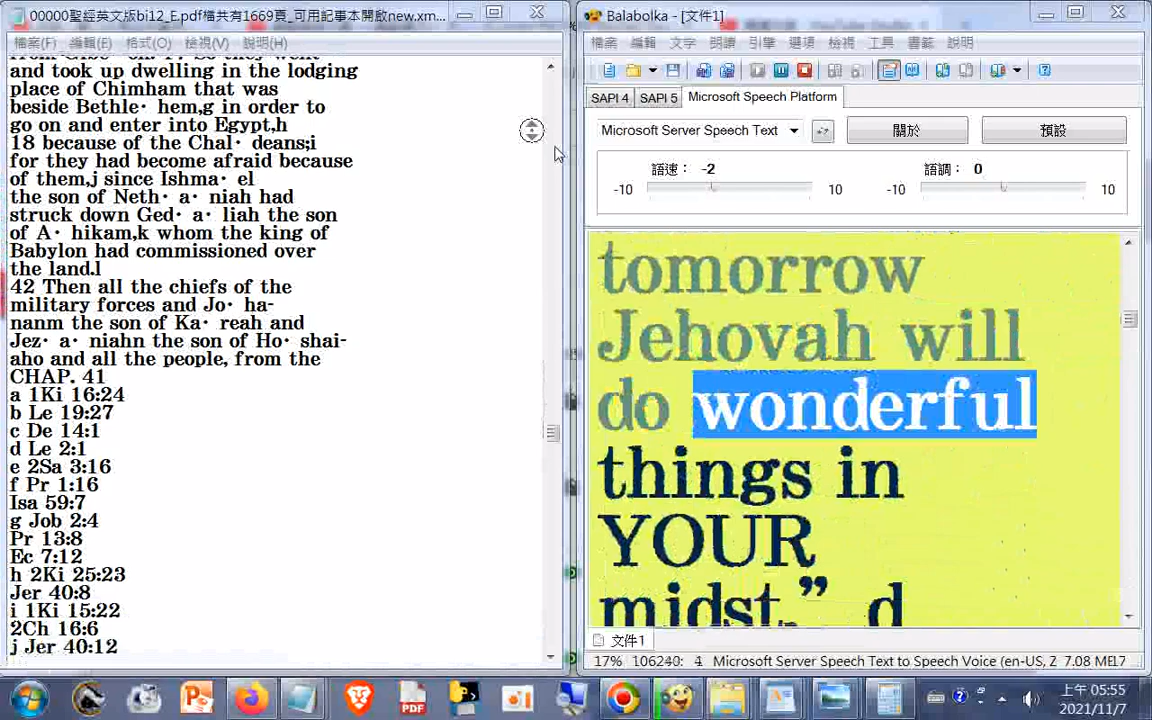 00000聖經英文版bi12_E.pdf檔共有1669頁_可用記事本開啟new.xm...
檔案(F) 編輯(E) 格式(O) 檢視(V) 說明(H)
and took up dwelling in the lodging
place of Chimham that was
beside Bethle· hem,g in order to
go on and enter into Egypt,h
18 because of the Chal· deans;i
for they had become afraid because
of them,j since Ishma· el
the son of Neth· a· niah had
struck down Ged· a· liah the son
of A· hikam,k whom the king of
Babylon had commissioned over
the land.l
42 Then all the chiefs of the
military forces and Jo· ha-
nanm the son of Ka· reah and
Jez· a· niahn the son of Ho· shai-
aho and all the people, from the
CHAP. 41
a 1Ki 16:24
b Le 19:27
c De 14:1
d Le 2:1
e 2Sa 3:16
f Pr 1:16
Isa 59:7
g Job 2:4
Pr 13:8
Ec 7:12
h 2Ki 25:23
Jer 40:8
i 1Ki 15:22
2Ch 16:6
j Jer 40:12
Balabolka - [文件1]
檔案 編輯 文字 朗讀 引擎 選項 檢視 工具 書籤 說明
SAPI 4 SAPI 5 Microsoft Speech Platform
Microsoft Server Speech Text 關於 預設
語速： -2 語調： 0
-10 10 -10 10
tomorrow
Jehovah will
do wonderful
things in
YOUR
midst.” d
文件1
17% 106240: 4 Microsoft Server Speech Text to Speech Voice (en-US, 2 7.08 ME17
PDF
上午 05:55
2021/11/7